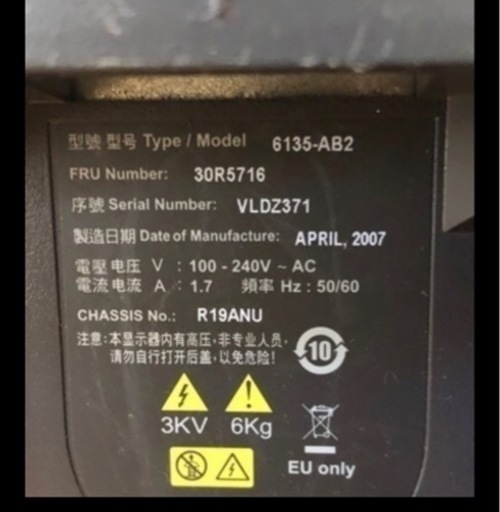 型號 型号 Type / Model 6135-AB2
FRU Number: 30R5716
序號 Serial Number: VLDZ371
製造日期 Date of Manufacture: APRIL, 2007
電壓 电压 V : 100 - 240V ~ AC
電流 电流 A : 1.7 頻率 Hz : 50/60
CHASSIS No.: R19ANU
注意:本显示器内有高压,非专业人员,
请勿自行打开后盖,以免危险!
10
3KV 6Kg
EU only